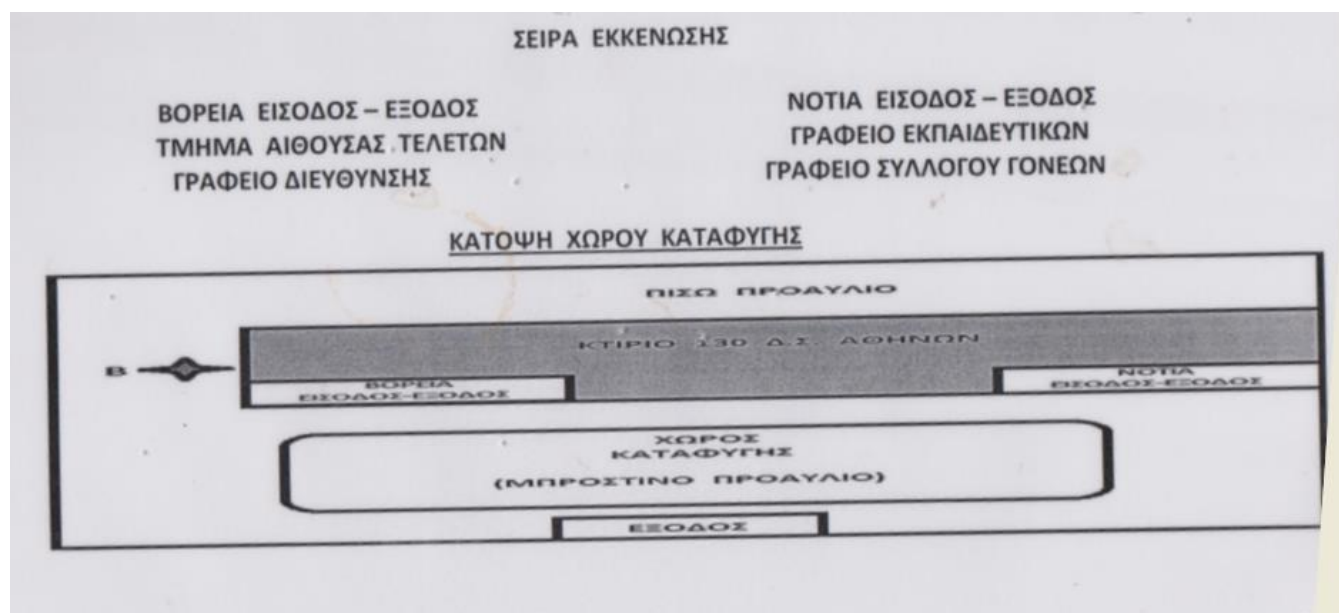 ΣΕΙΡΑ ΕΚΚΕΝΩΣΗΣ
ΒΟΡΕΙΑ ΕΙΣΟΔΟΣ – ΕΞΟΔΟΣ
ΤΜΗΜΑ ΑΙΘΟΥΣΑΣ ΤΕΛΕΤΩΝ
ΓΡΑΦΕΙΟ ΔΙΕΥΘΥΝΣΗΣ
ΝΟΤΙΑ ΕΙΣΟΔΟΣ – ΕΞΟΔΟΣ
ΓΡΑΦΕΙΟ ΕΚΠΑΙΔΕΥΤΙΚΩΝ
ΓΡΑΦΕΙΟ ΣΥΛΛΟΓΟΥ ΓΟΝΕΩΝ
ΚΑΤΟΨΗ ΧΩΡΟΥ ΚΑΤΑΦΥΓΗΣ
ΠΙΣΩ ΠΡΟΑΥΛΙΟ
ΚΤΙΡΙΟ 130 Δ.Σ. ΑΘΗΝΩΝ
Β
ΒΟΡΕΙΑ
ΕΙΣΟΔΟΣ-ΕΞΟΔΟΣ
ΝΟΤΙΑ
ΕΙΣΟΔΟΣ-ΕΞΟΔΟΣ
ΧΩΡΟΣ
ΚΑΤΑΦΥΓΗΣ
(ΜΠΡΟΣΤΙΝΟ ΠΡΟΑΥΛΙΟ)
ΕΞΟΔΟΣ